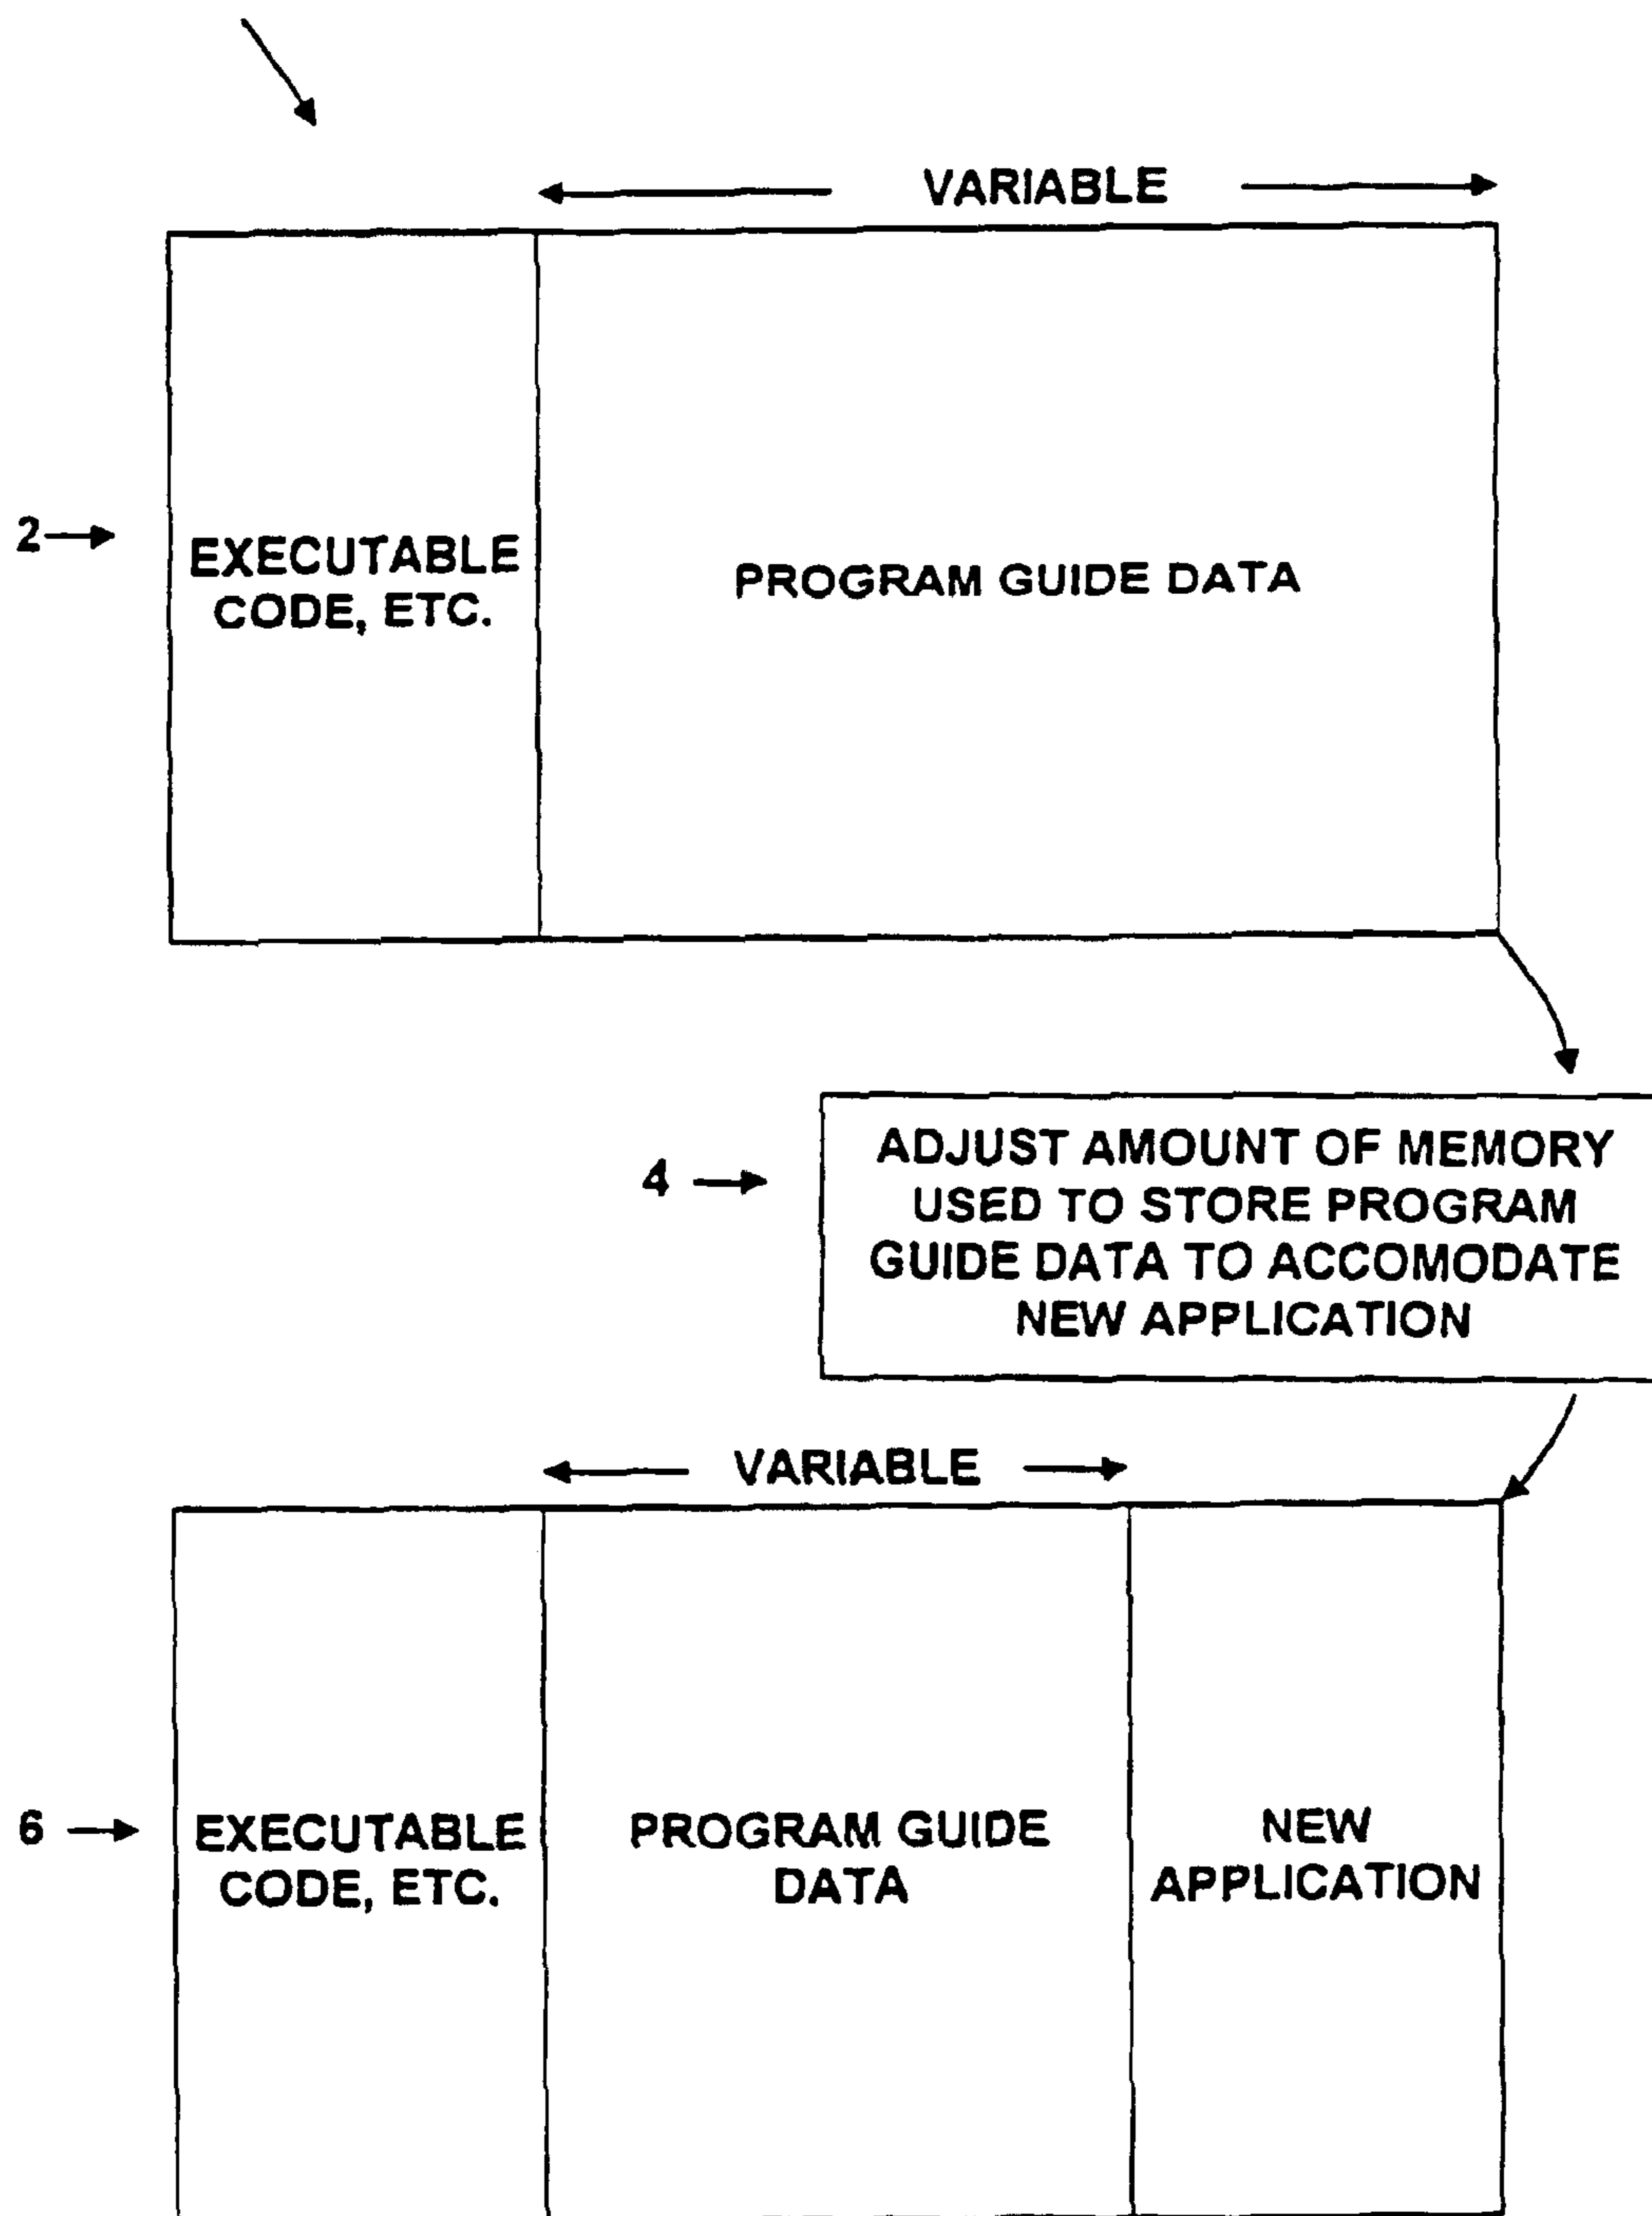 VARIABLE
2
EXECUTABLE
CODE, ETC.
PROGRAM GUIDE DATA
4
ADJUST AMOUNT OF MEMORY
USED TO STORE PROGRAM
GUIDE DATA TO ACCOMODATE
NEW APPLICATION
VARIABLE
6
EXECUTABLE
CODE, ETC.
PROGRAM GUIDE
DATA
NEW
APPLICATION